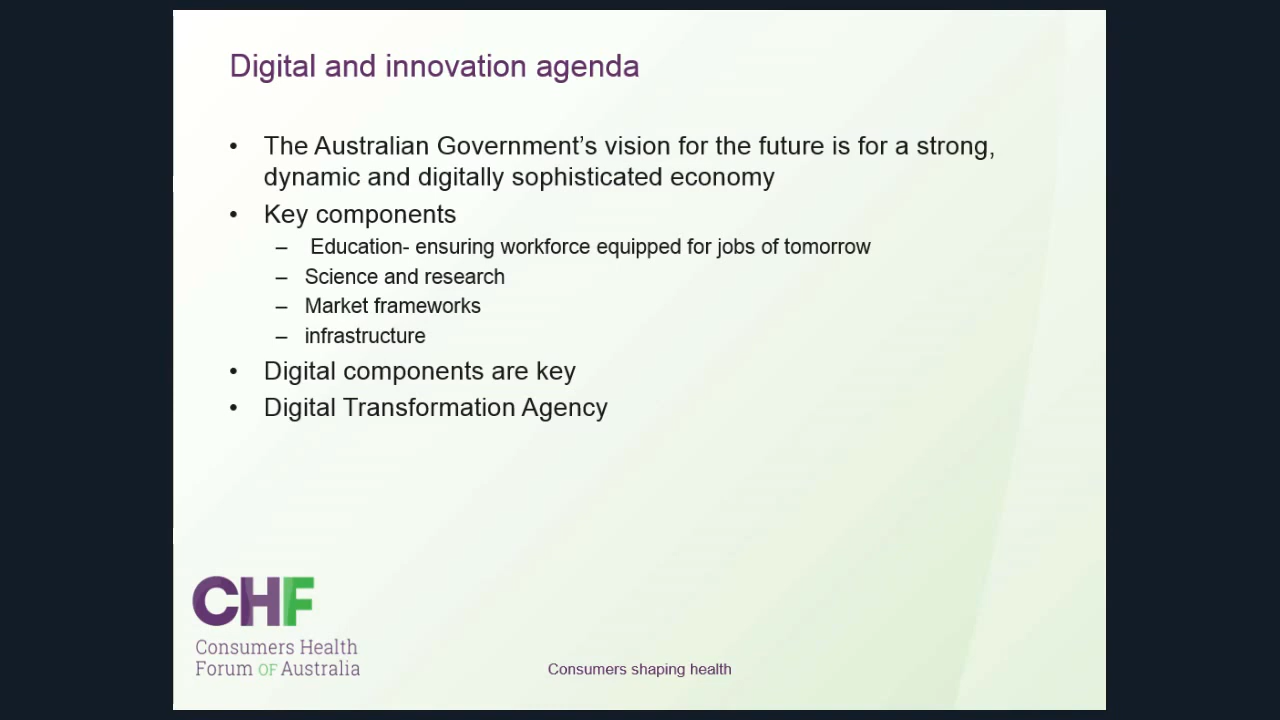 Digital and innovation agenda
• The Australian Government’s vision for the future is for a strong,
dynamic and digitally sophisticated economy
• Key components
– Education- ensuring workforce equipped for jobs of tomorrow
– Science and research
– Market frameworks
– infrastructure
• Digital components are key
• Digital Transformation Agency
CHF
Consumers Health
Forum OF Australia
Consumers shaping health